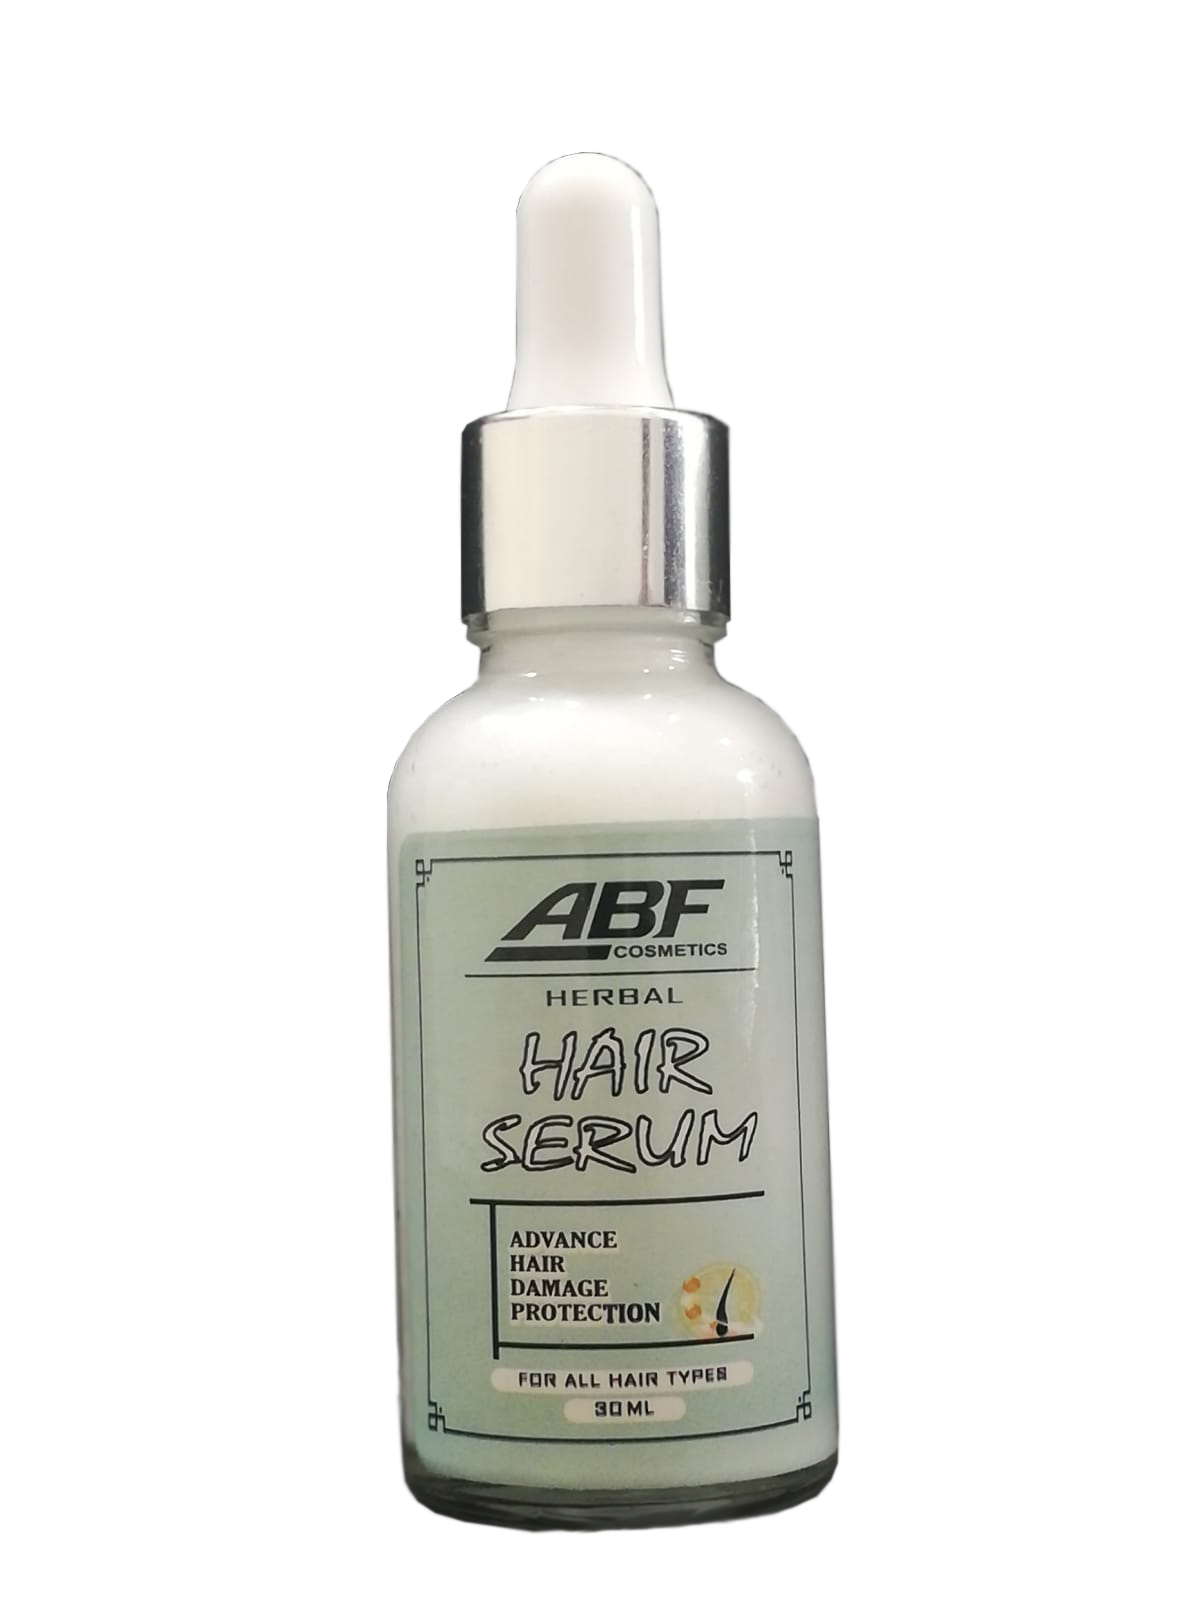 ABF
COSMETICS
HERBAL
HAIR
SERUM
ADVANCE
HAIR
DAMAGE
PROTECTION
FOR ALL HAIR TYPES
30 ML